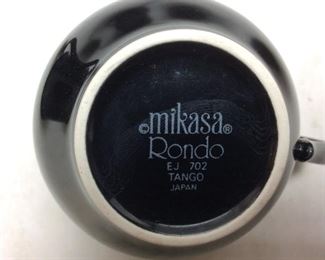 ©mikasa®
Rondo
EJ 702
TANGO
JAPAN